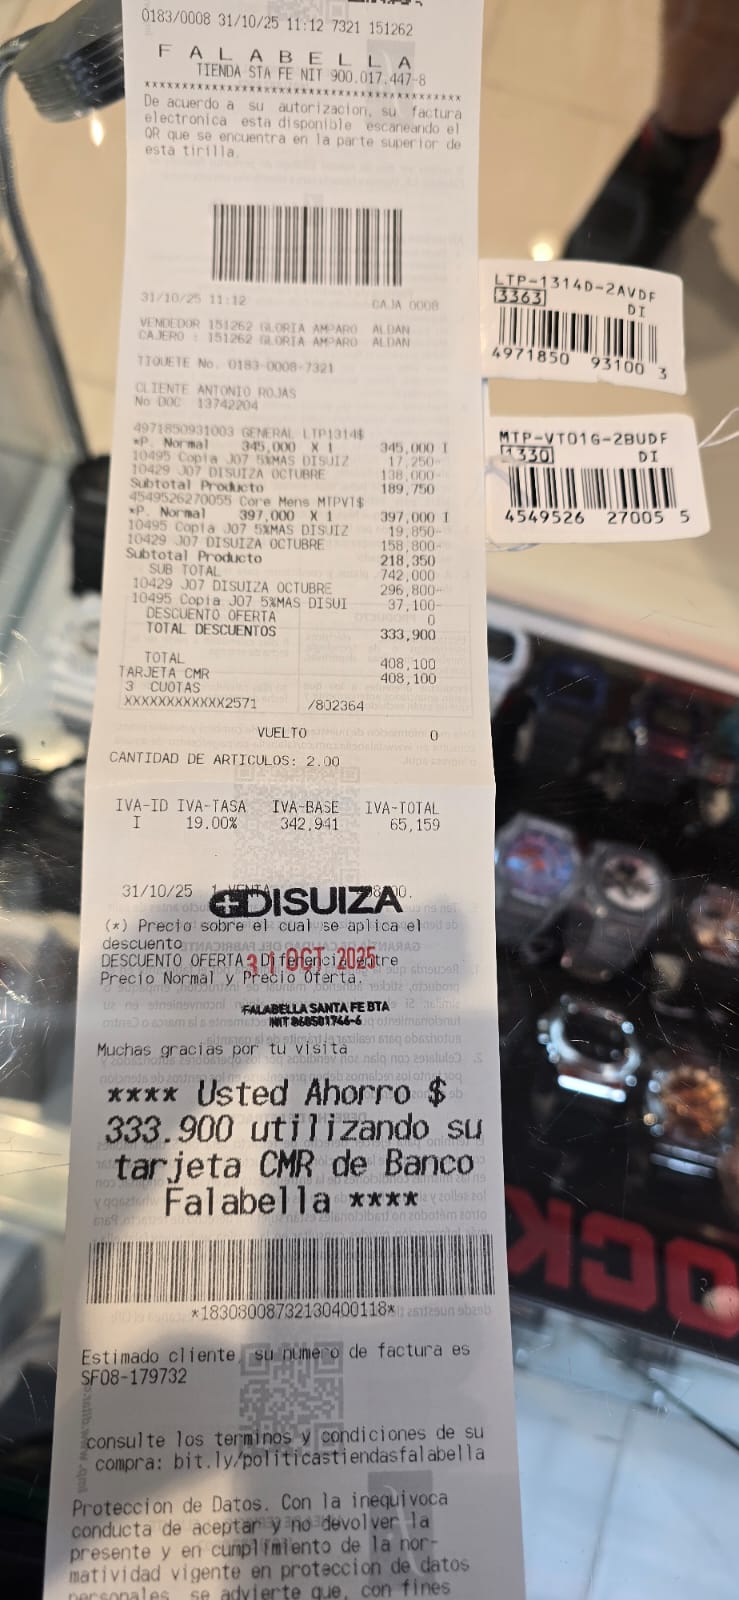 0183/0008 31/10/25 11:12 7321 151262
FALABELLA
TIENDA STA FE NIT 900.017.447-8
****************************************
De acuerdo a su autorizacion, su factura
electronica esta disponible escaneando el
QR que se encuentra en la parte superior de
esta tirilla.
31/10/25 11:12 CAJA 0008
VENDEDOR 151262 GLORIA AMPARO ALDAN
CAJERO : 151262 GLORIA AMPARO ALDAN
TIQUETE No. 0183-0008-7321
CLIENTE ANTONIO ROJAS
No DOC 13742204
4971850931003 GENERAL LTP1314$
*P. Normal 345,000 X 1 345,000 I
10495 Copia J07 5%MAS DISUIZ 17,250-
10429 J07 DISUIZA OCTUBRE 138,000-
Subtotal Producto 189,750
4549526270055 Core Mens MTPVT$
*P. Normal 397,000 X 1 397,000 I
10495 Copia J07 5%MAS DISUIZ 19,850-
10429 J07 DISUIZA OCTUBRE 158,800-
Subtotal Producto 218,350
SUB TOTAL 742,000
10429 J07 DISUIZA OCTUBRE 296,800-
10495 Copia J07 5%MAS DISUI 37,100-
DESCUENTO OFERTA 0
TOTAL DESCUENTOS 333,900
TOTAL 408,100
TARJETA CMR 408,100
3 CUOTAS
XXXXXXXXXXXX2571 /802364
VUELTO 0
CANTIDAD DE ARTICULOS: 2.00
IVA-ID IVA-TASA IVA-BASE IVA-TOTAL
I 19.00% 342,941 65,159
31/10/25 1 VENTA
DISUIZA
(*) Precio sobre el cual se aplica el
descuento
DESCUENTO OFERTA Diferencia entre
31 OCT 2025
Precio Normal y Precio Oferta.
FALABELLA SANTA FE BTA
NIT 860501766-6
Muchas gracias por tu visita
**** Usted Ahorro $
333.900 utilizando su
tarjeta CMR de Banco
Falabella ****
*18308008732130400118*
Estimado cliente, su numero de factura es
SF08-179732
consulte los terminos y condiciones de su
compra: bit.ly/politicastiendasfalabella
Proteccion de Datos. Con la inequivoca
conducta de aceptar y no devolver la
presente y en cumplimiento de la nor-
matividad vigente en proteccion de datos
personales, se advierte que, con fines
LTP-1314D-2AVDF
3363 DI
4971850 93100 3
MTP-VT01G-2BUDF
1330 DI
4549526 27005 5
OCK